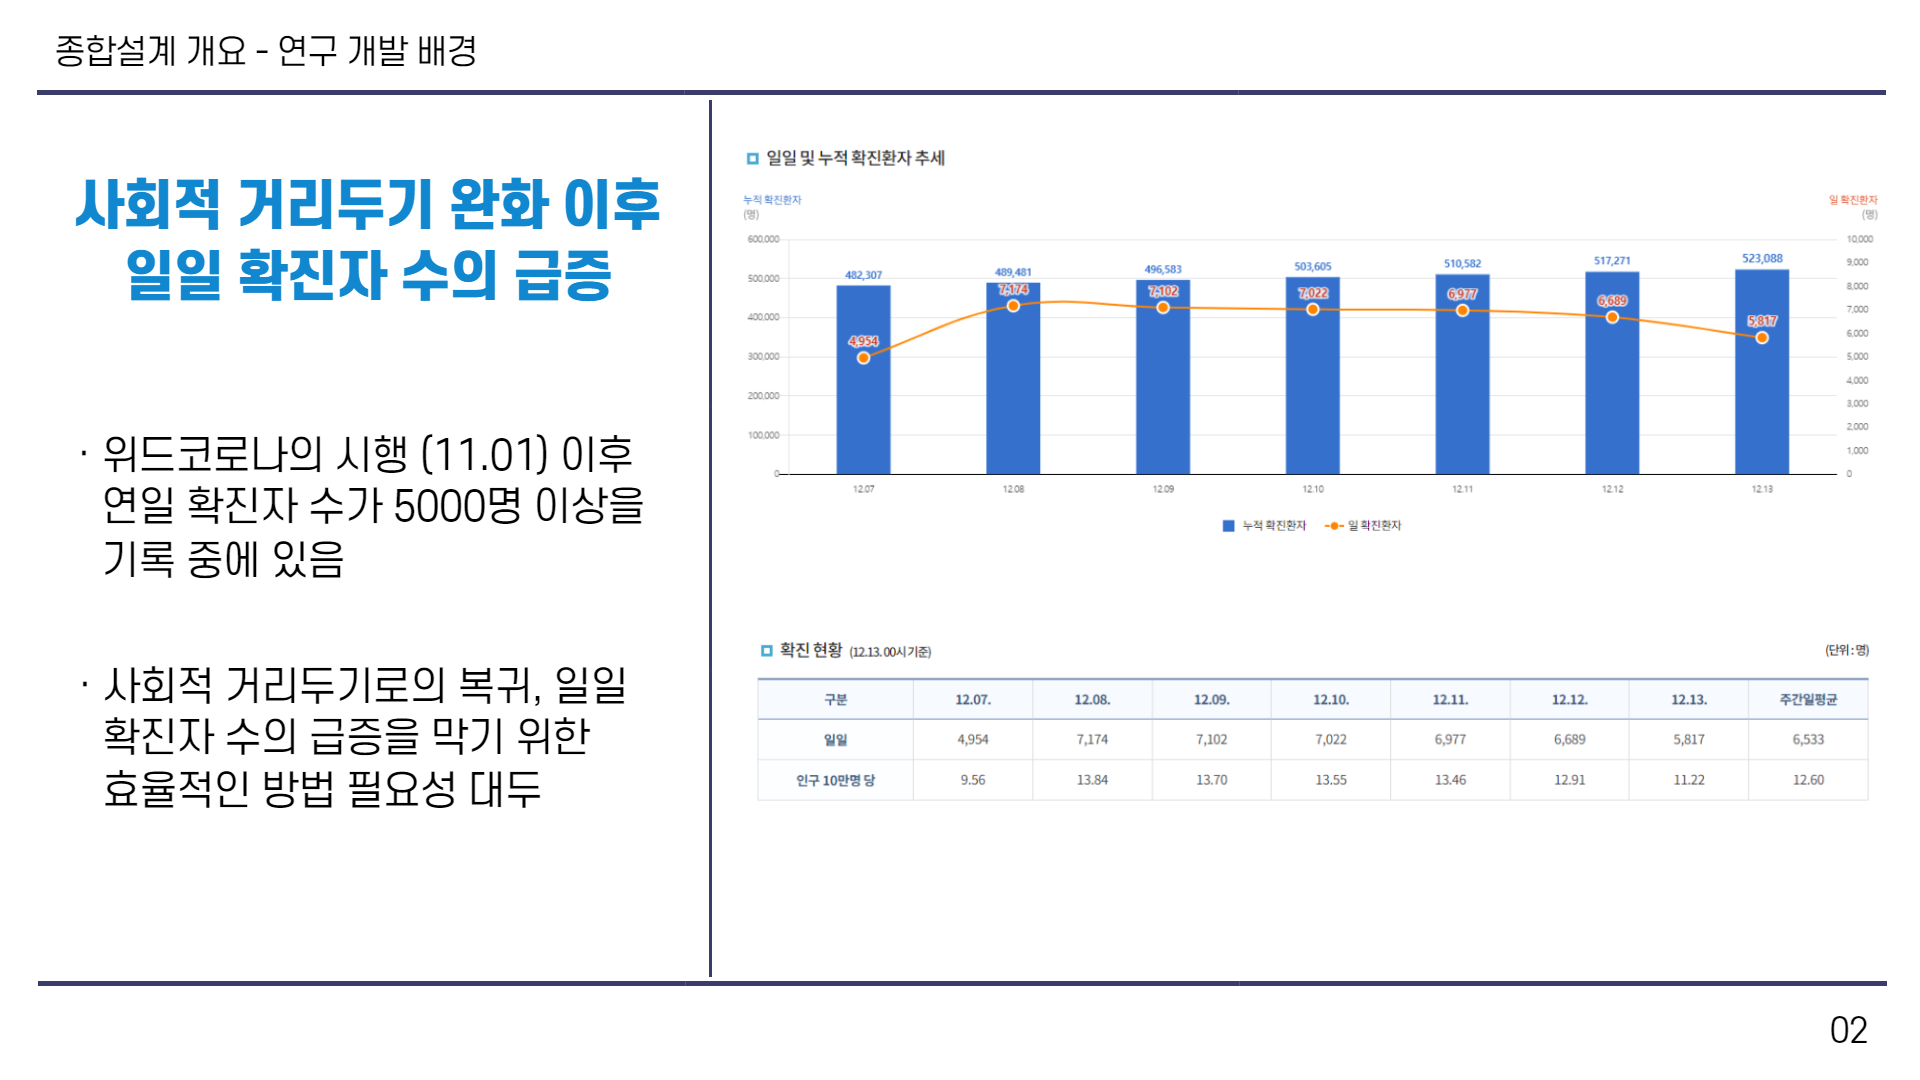 종합설계 개요 - 연구 개발 배경
사회적 거리두기 완화 이후
일일 확진자 수의 급증
· 위드코로나의 시행 (11.01) 이후
연일 확진자 수가 5000명 이상을
기록 중에 있음
· 사회적 거리두기로의 복귀, 일일
확진자 수의 급증을 막기 위한
효율적인 방법 필요성 대두
일일 및 누적 확진환자 추세
누적 확진환자
(명)
일 확진환자
(명)
600,000
500,000
400,000
300,000
200,000
100,000
0
10,000
9,000
8,000
7,000
6,000
5,000
4,000
3,000
2,000
1,000
0
482,307 489,481 496,583 503,605 510,582 517,271 523,088
4,954 7,174 7,102 7,022 6,977 6,689 5,817
12.07 12.08 12.09 12.10 12.11 12.12 12.13
누적 확진환자 일 확진환자
확진 현황 (12.13. 00시 기준) (단위 : 명)
구분 12.07. 12.08. 12.09. 12.10. 12.11. 12.12. 12.13. 주간일평균
일일 4,954 7,174 7,102 7,022 6,977 6,689 5,817 6,533
인구 10만명 당 9.56 13.84 13.70 13.55 13.46 12.91 11.22 12.60
02